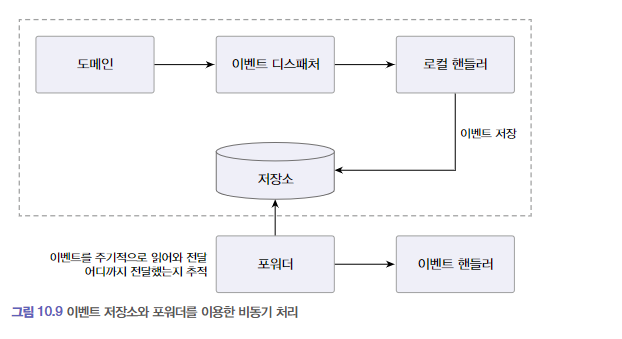 도메인
이벤트 디스패처
로컬 핸들러
이벤트 저장
저장소
이벤트를 주기적으로 읽어와 전달
어디까지 전달했는지 추적
포워더
이벤트 핸들러
그림 10.9 이벤트 저장소와 포워더를 이용한 비동기 처리